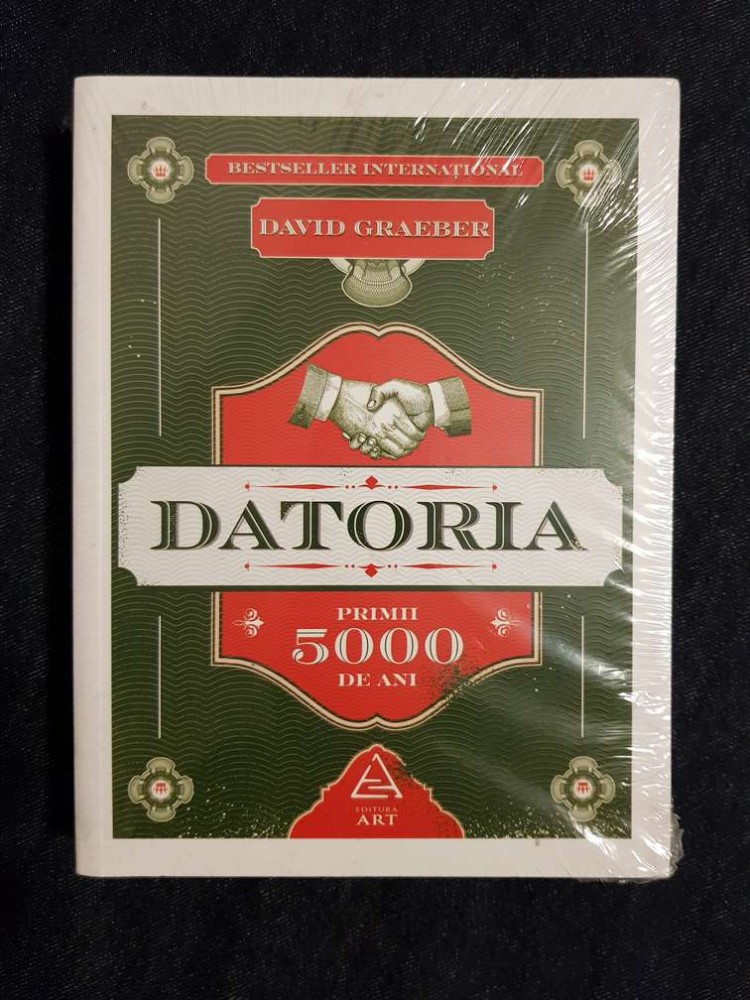 BESTSELLER INTERNAȚIONAL
DAVID GRAEBER
DATORIA
PRIMII
5000
DE ANI
EDITURA
ART